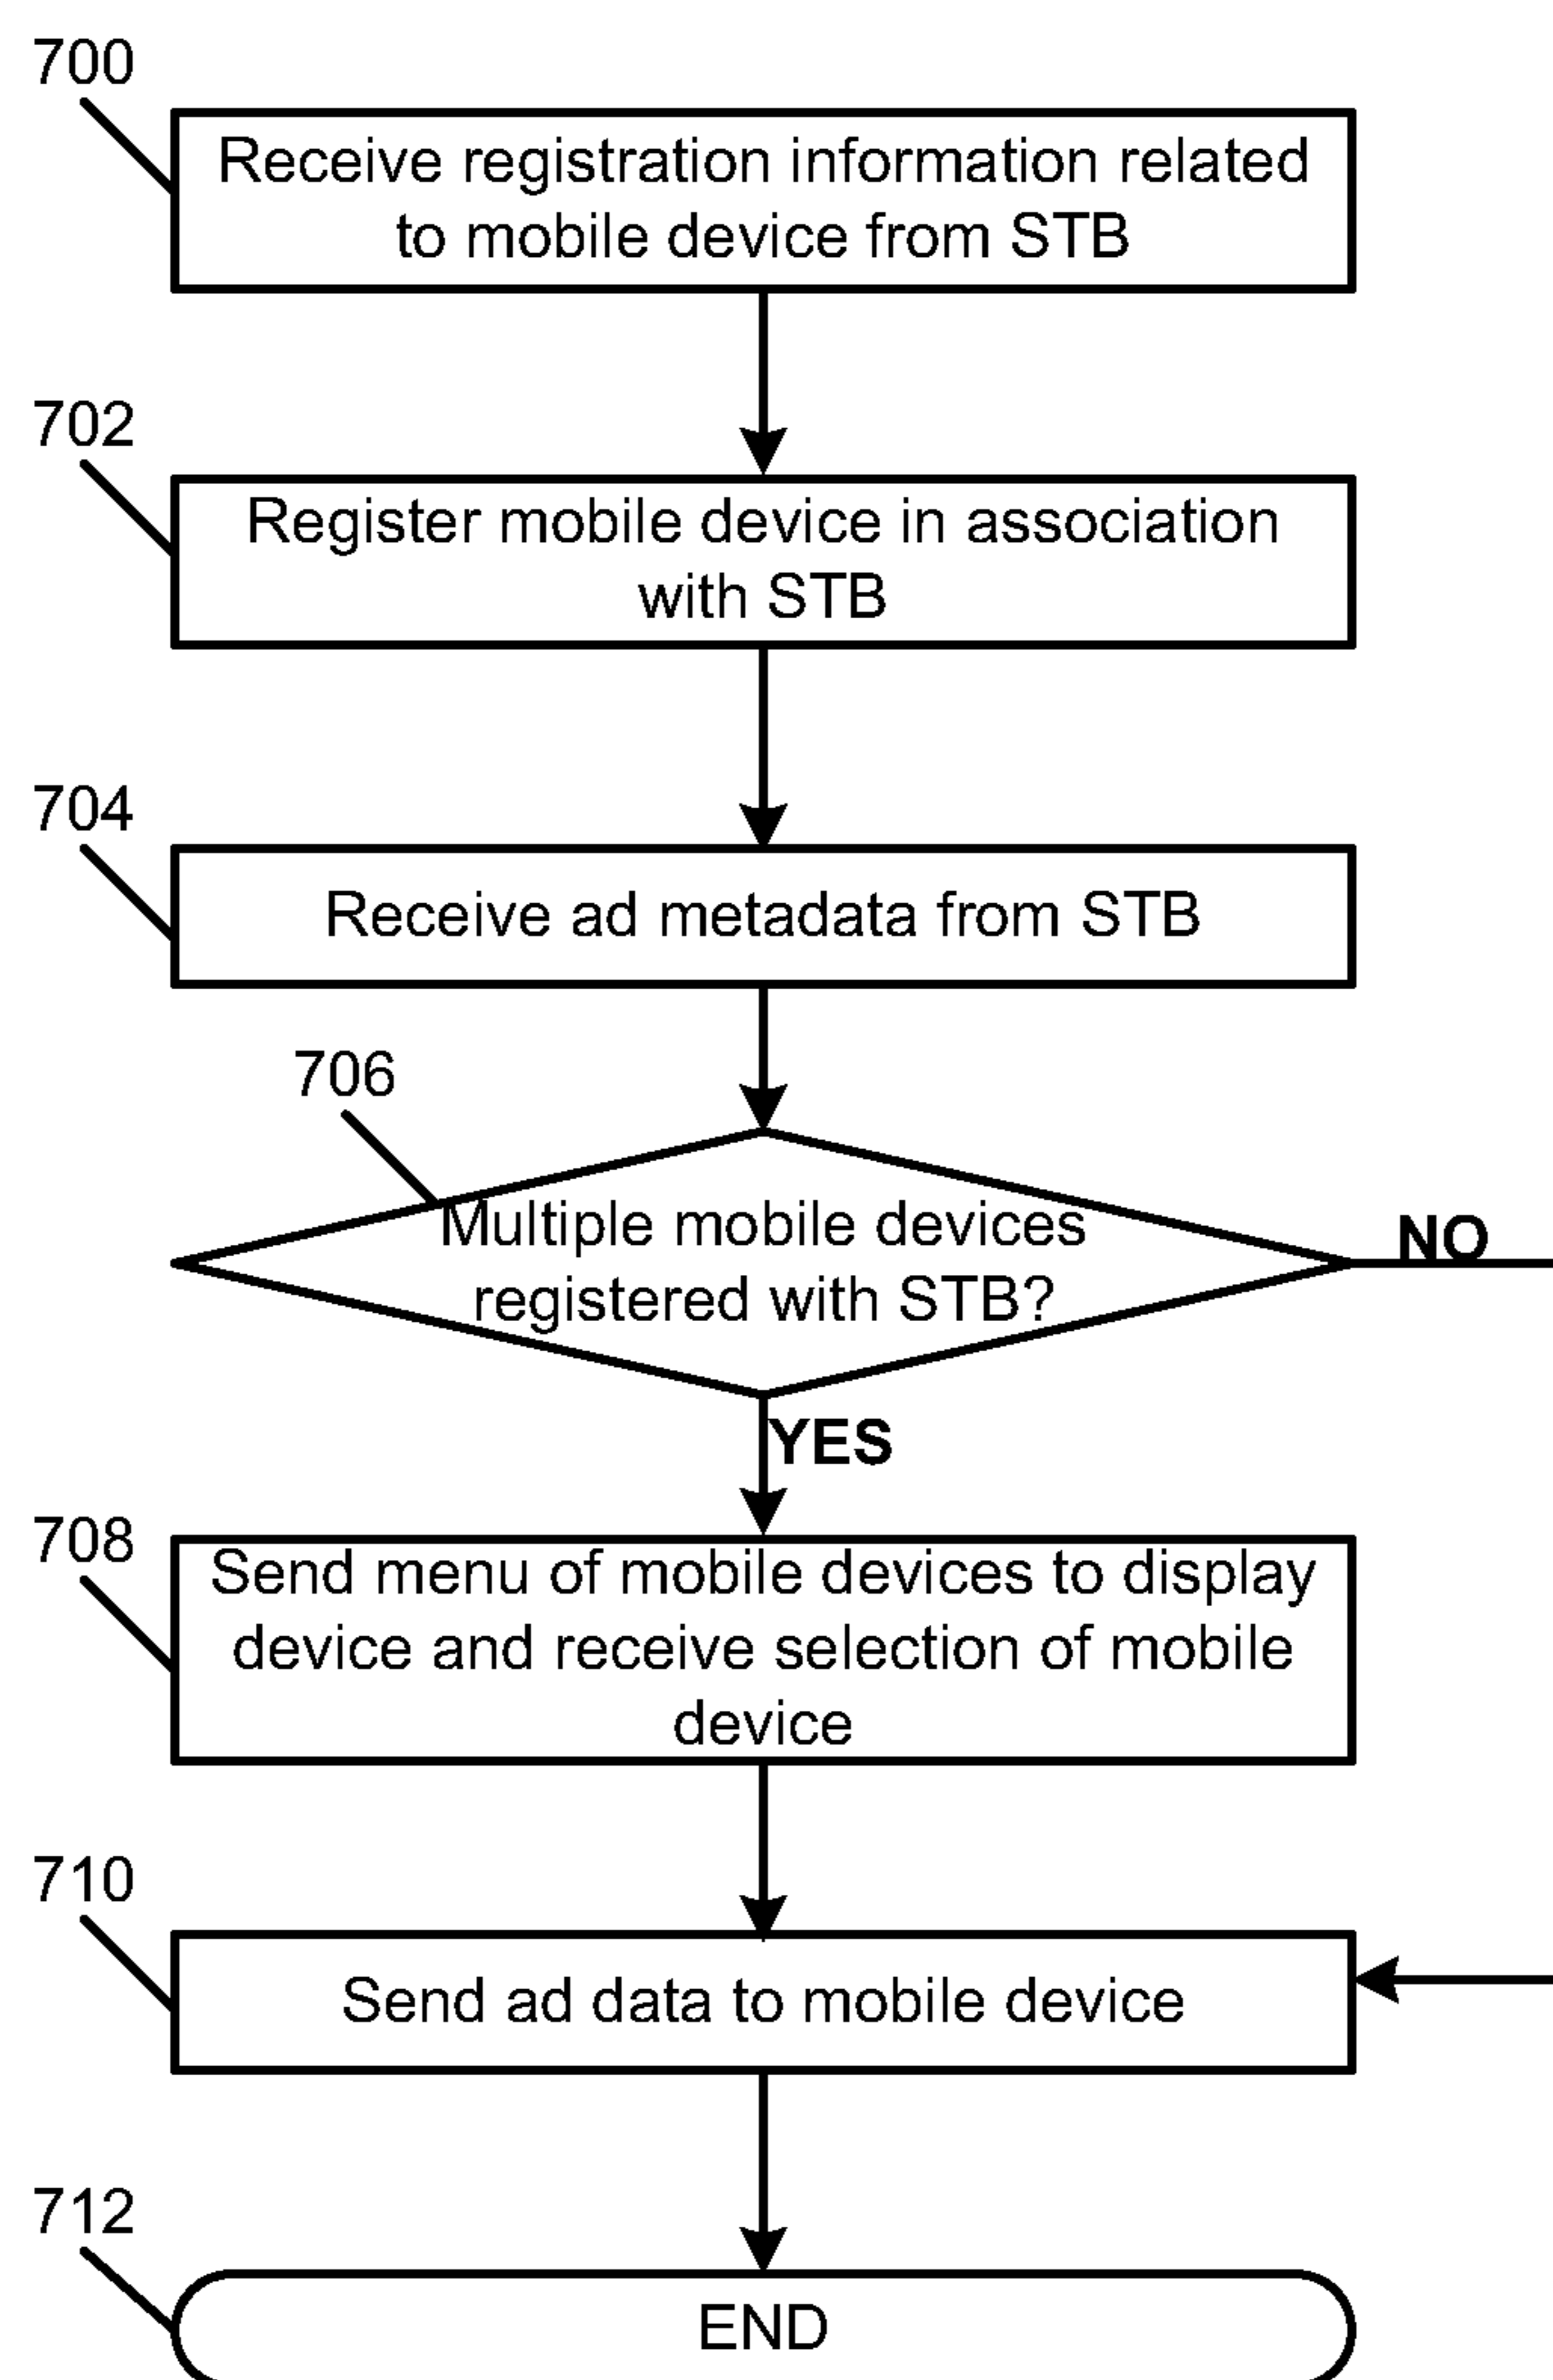 700
Receive registration information related
to mobile device from STB
702
Register mobile device in association
with STB
704
Receive ad metadata from STB
706
Multiple mobile devices
registered with STB?
NO
YES
708
Send menu of mobile devices to display
device and receive selection of mobile
device
710
Send ad data to mobile device
712
END